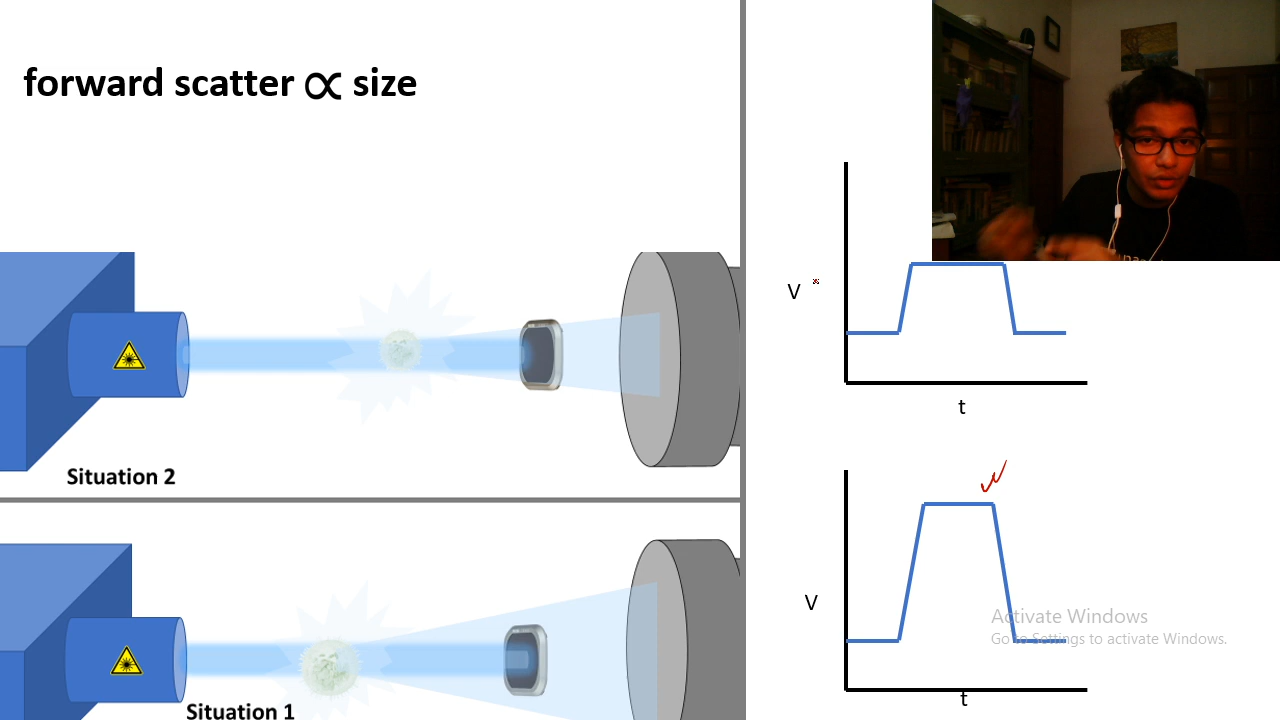 forward scatter ∝ size
V
t
Situation 2
V
Activate Windows
Go to Settings to activate Windows.
t
Situation 1